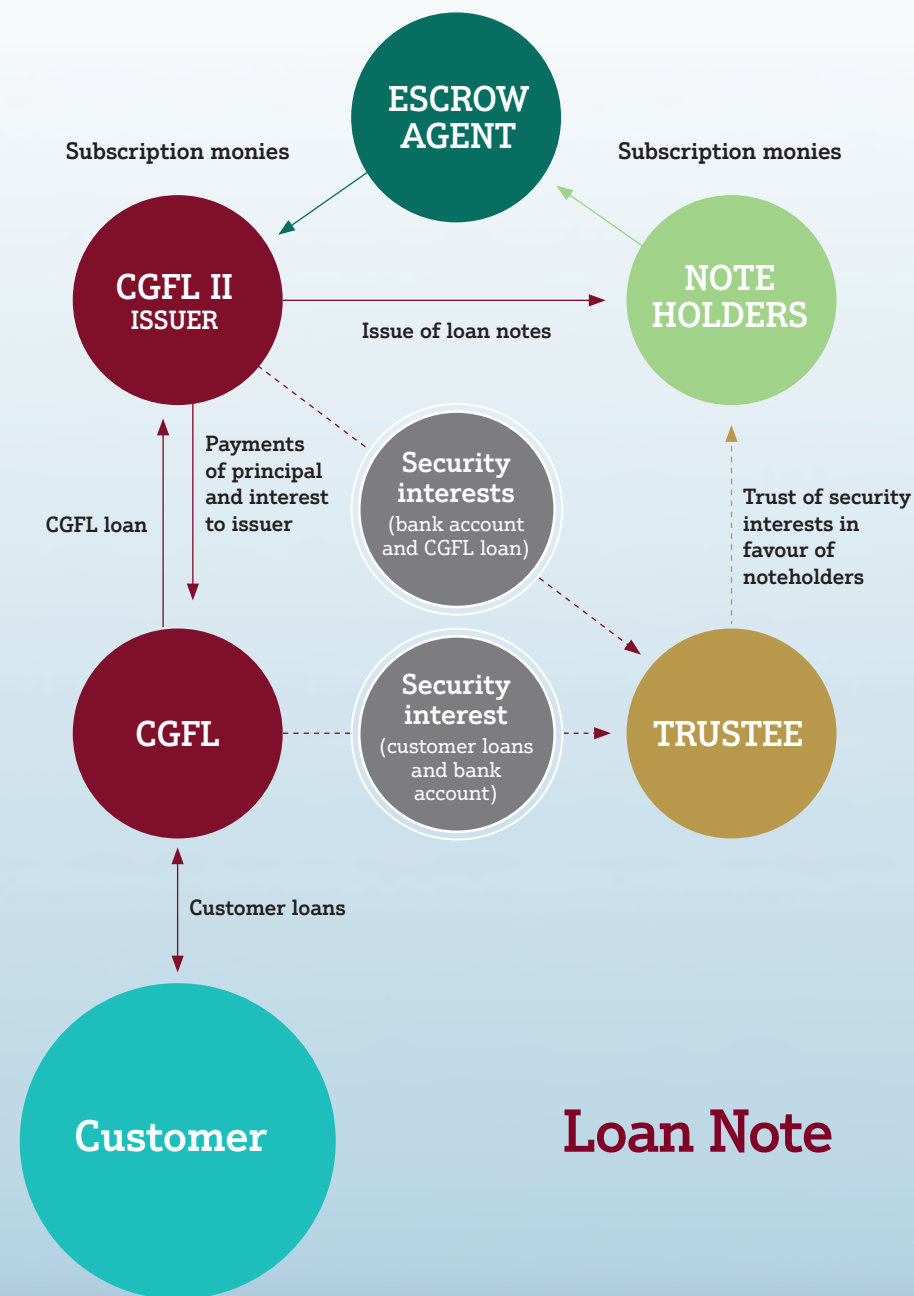 ESCROW
AGENT
Subscription monies
Subscription monies
CGFL II
ISSUER
NOTE
HOLDERS
Issue of loan notes
Payments
of principal
and interest
to issuer
CGFL loan
Security
interests
(bank account
and CGFL loan)
Trust of security
interests in
favour of
noteholders
CGFL
Security
interest
(customer loans
and bank
account)
TRUSTEE
Customer loans
Customer
Loan Note